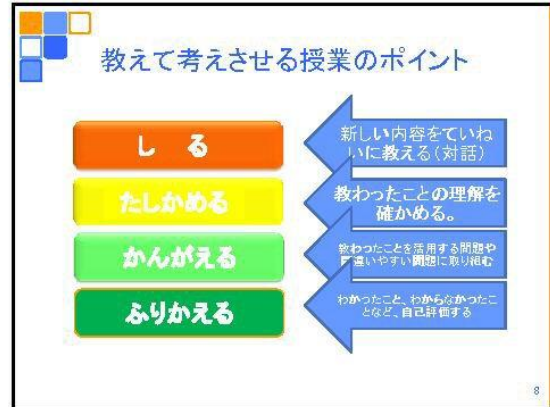 教えて考えさせる授業のポイント
し る
新しい内容をていね
いに教える(対話)
たしかめる
教わったことの理解を
確かめる。
かんがえる
教わったことを活用する問題や
間違いやすい問題に取り組む
ふりかえる
わかったこと、わからなかったこ
となど、自己評価する
8